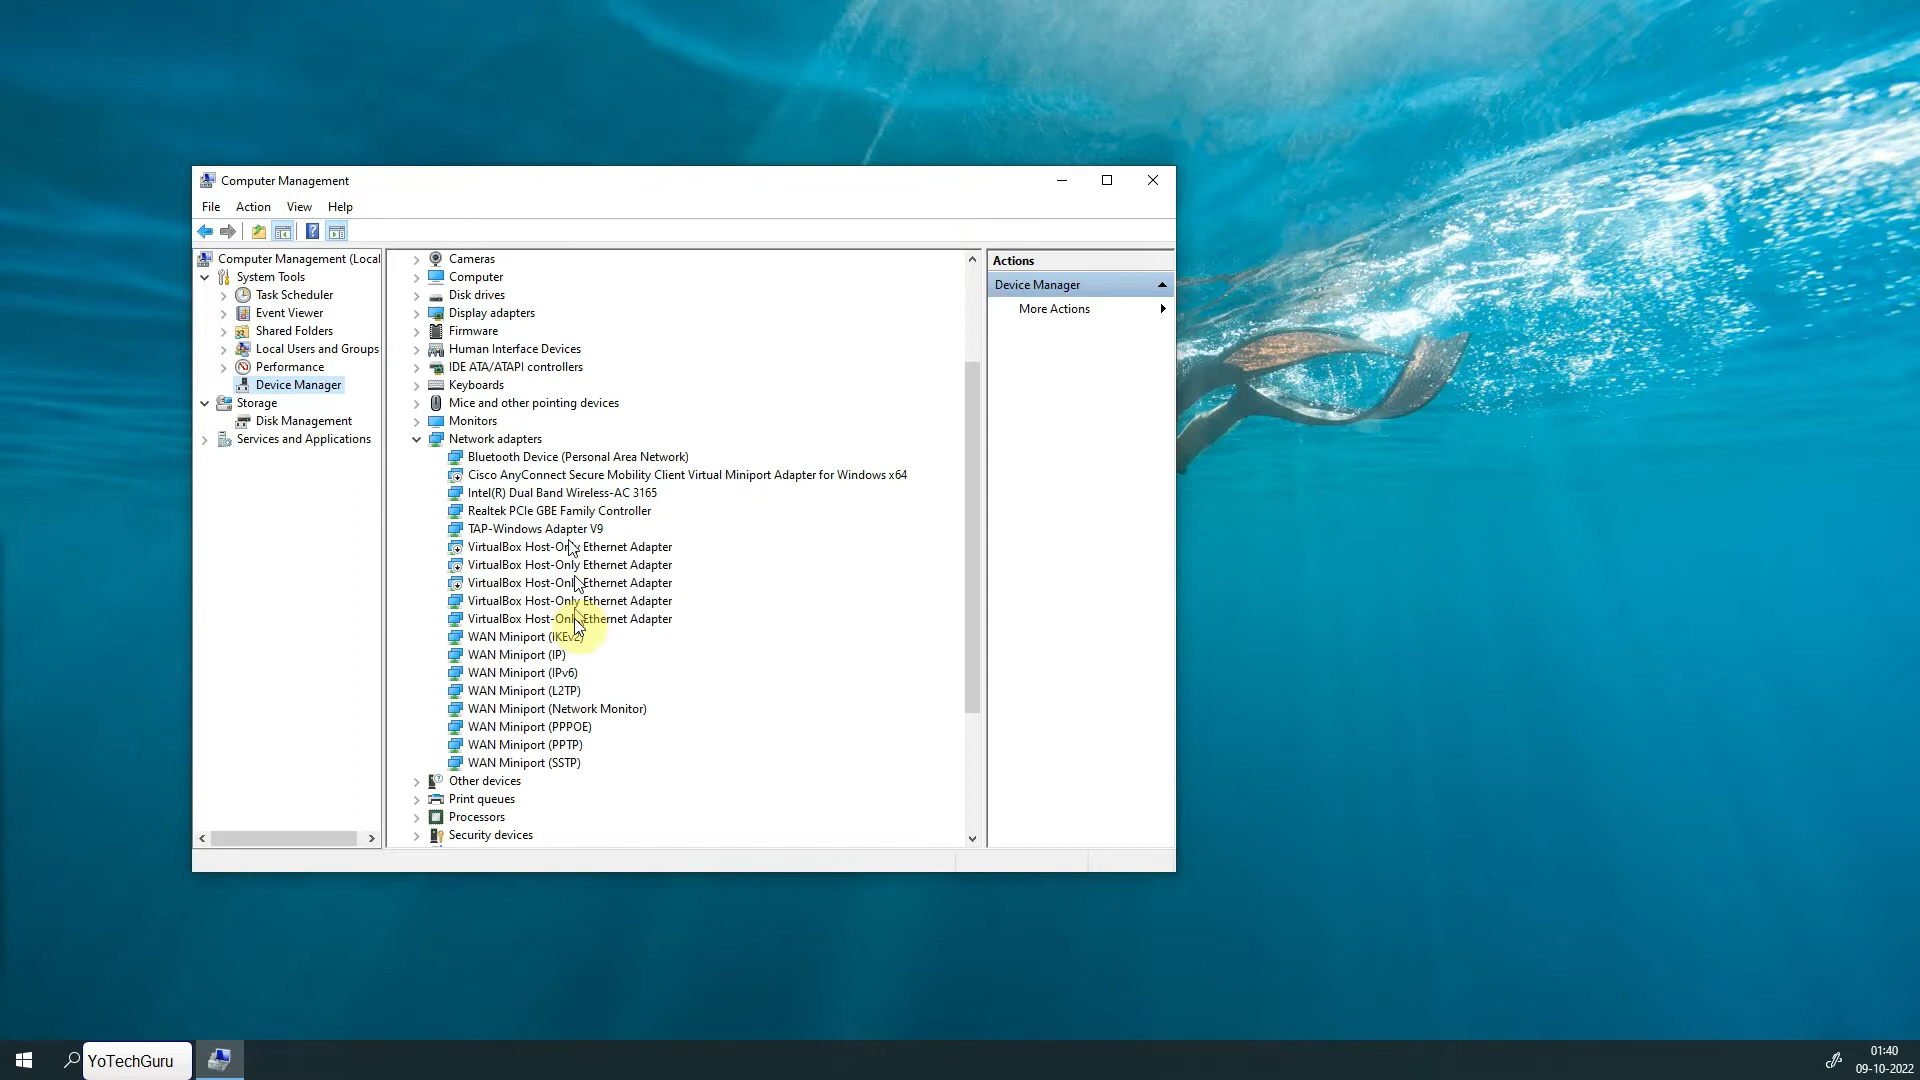 Computer Management
File Action View Help
Computer Management (Local
System Tools
Task Scheduler
Event Viewer
Shared Folders
Local Users and Groups
Performance
Device Manager
Storage
Disk Management
Services and Applications
Cameras
Computer
Disk drives
Display adapters
Firmware
Human Interface Devices
IDE ATA/ATAPI controllers
Keyboards
Mice and other pointing devices
Monitors
Network adapters
Bluetooth Device (Personal Area Network)
Cisco AnyConnect Secure Mobility Client Virtual Miniport Adapter for Windows x64
Intel(R) Dual Band Wireless-AC 3165
Realtek PCIe GBE Family Controller
TAP-Windows Adapter V9
VirtualBox Host-Only Ethernet Adapter
VirtualBox Host-Only Ethernet Adapter
VirtualBox Host-Only Ethernet Adapter
VirtualBox Host-Only Ethernet Adapter
VirtualBox Host-Only Ethernet Adapter
WAN Miniport (IKEv2)
WAN Miniport (IP)
WAN Miniport (IPv6)
WAN Miniport (L2TP)
WAN Miniport (Network Monitor)
WAN Miniport (PPPOE)
WAN Miniport (PPTP)
WAN Miniport (SSTP)
Other devices
Print queues
Processors
Security devices
Actions
Device Manager
More Actions
YoTechGuru
01:40
09-10-2022